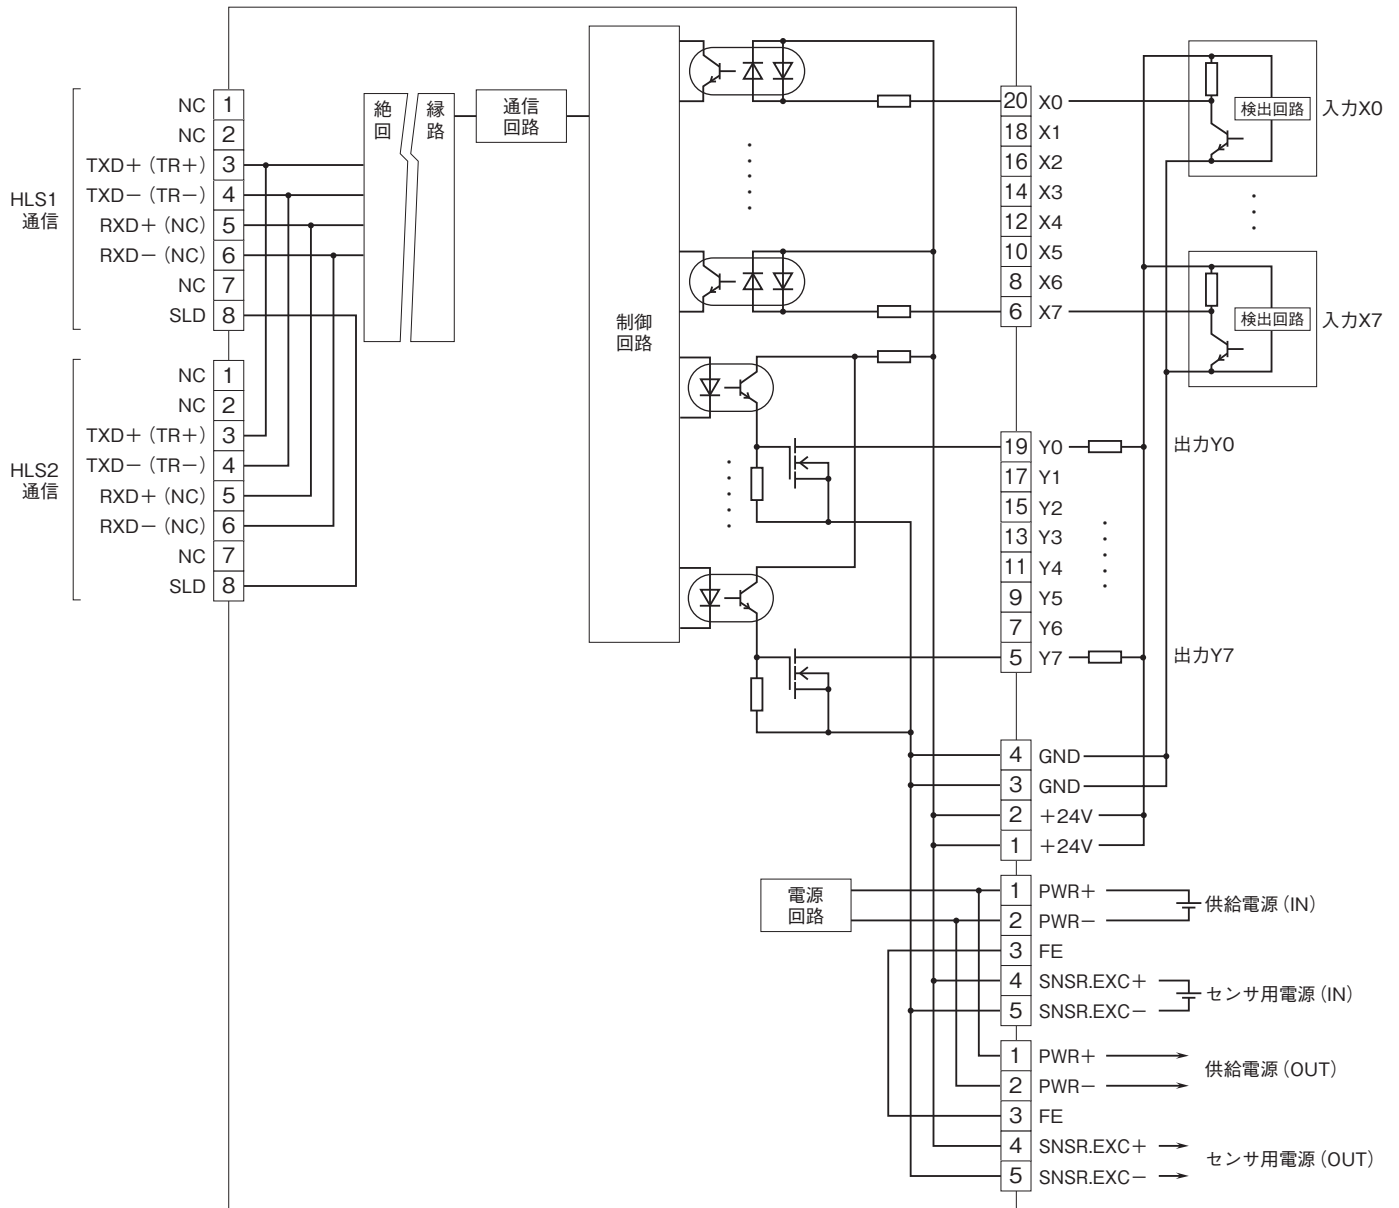 HLS1
通信
NC 1
NC 2
TXD+ (TR+) 3
TXD− (TR−) 4
RXD+ (NC) 5
RXD− (NC) 6
NC 7
SLD 8
HLS2
通信
NC 1
NC 2
TXD+ (TR+) 3
TXD− (TR−) 4
RXD+ (NC) 5
RXD− (NC) 6
NC 7
SLD 8
絶縁
回路
通信
回路
制御
回路
電源
回路
20 X0
18 X1
16 X2
14 X3
12 X4
10 X5
8 X6
6 X7
19 Y0
17 Y1
15 Y2
13 Y3
11 Y4
9 Y5
7 Y6
5 Y7
4 GND
3 GND
2 +24V
1 +24V
1 PWR+
2 PWR−
3 FE
4 SNSR.EXC+
5 SNSR.EXC−
1 PWR+
2 PWR−
3 FE
4 SNSR.EXC+
5 SNSR.EXC−
検出回路
入力X0
検出回路
入力X7
出力Y0
出力Y7
供給電源 (IN)
センサ用電源 (IN)
供給電源 (OUT)
センサ用電源 (OUT)